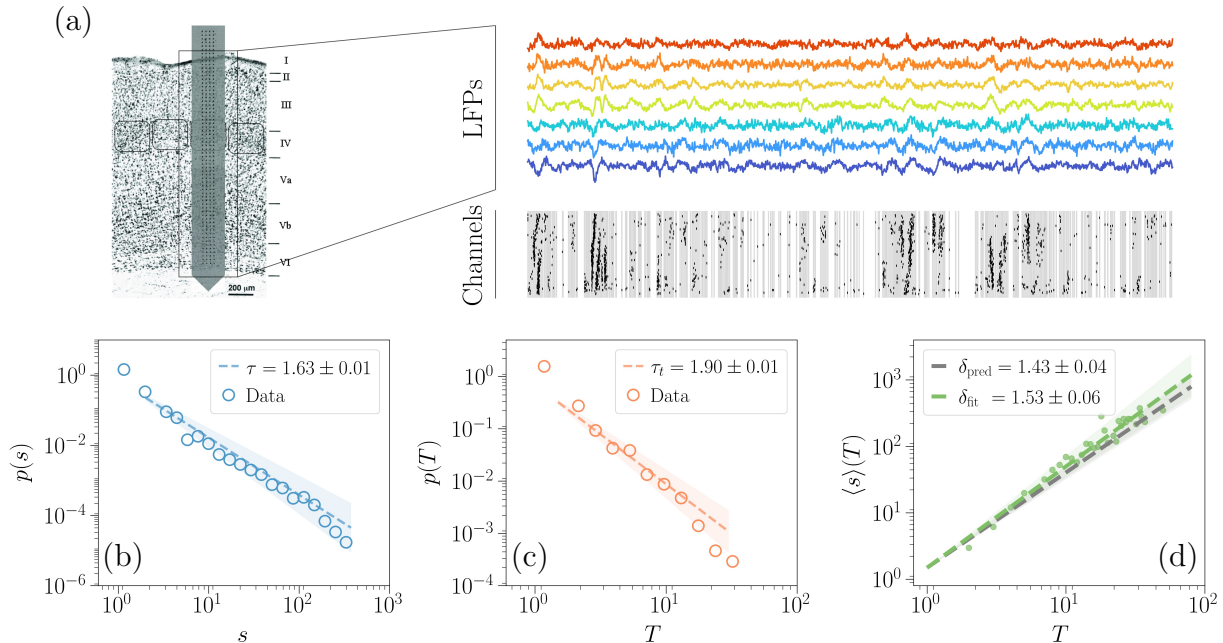 (a)
I
II
III
IV
Va
Vb
VI
200 μm
LFPs
Channels
τ = 1.63 ± 0.01
Data
p(s)
10^0
10^-2
10^-4
10^-6
10^0
10^1
10^2
10^3
s
(b)
τ_t = 1.90 ± 0.01
Data
p(T)
10^0
10^-1
10^-2
10^-3
10^-4
10^0
10^1
10^2
T
(c)
δ_pred = 1.43 ± 0.04
δ_fit = 1.53 ± 0.06
⟨s⟩(T)
10^3
10^2
10^1
10^0
10^0
10^1
10^2
T
(d)